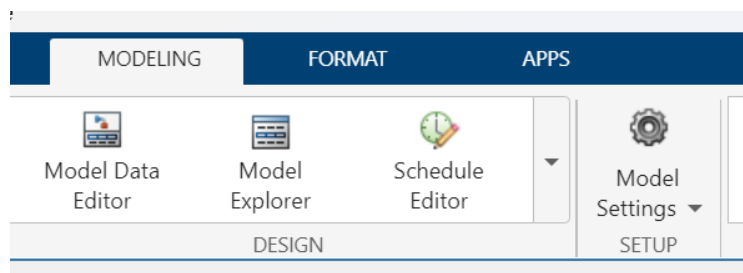 MODELING FORMAT APPS
Model Data Editor
Model Explorer
Schedule Editor
Model Settings
DESIGN SETUP